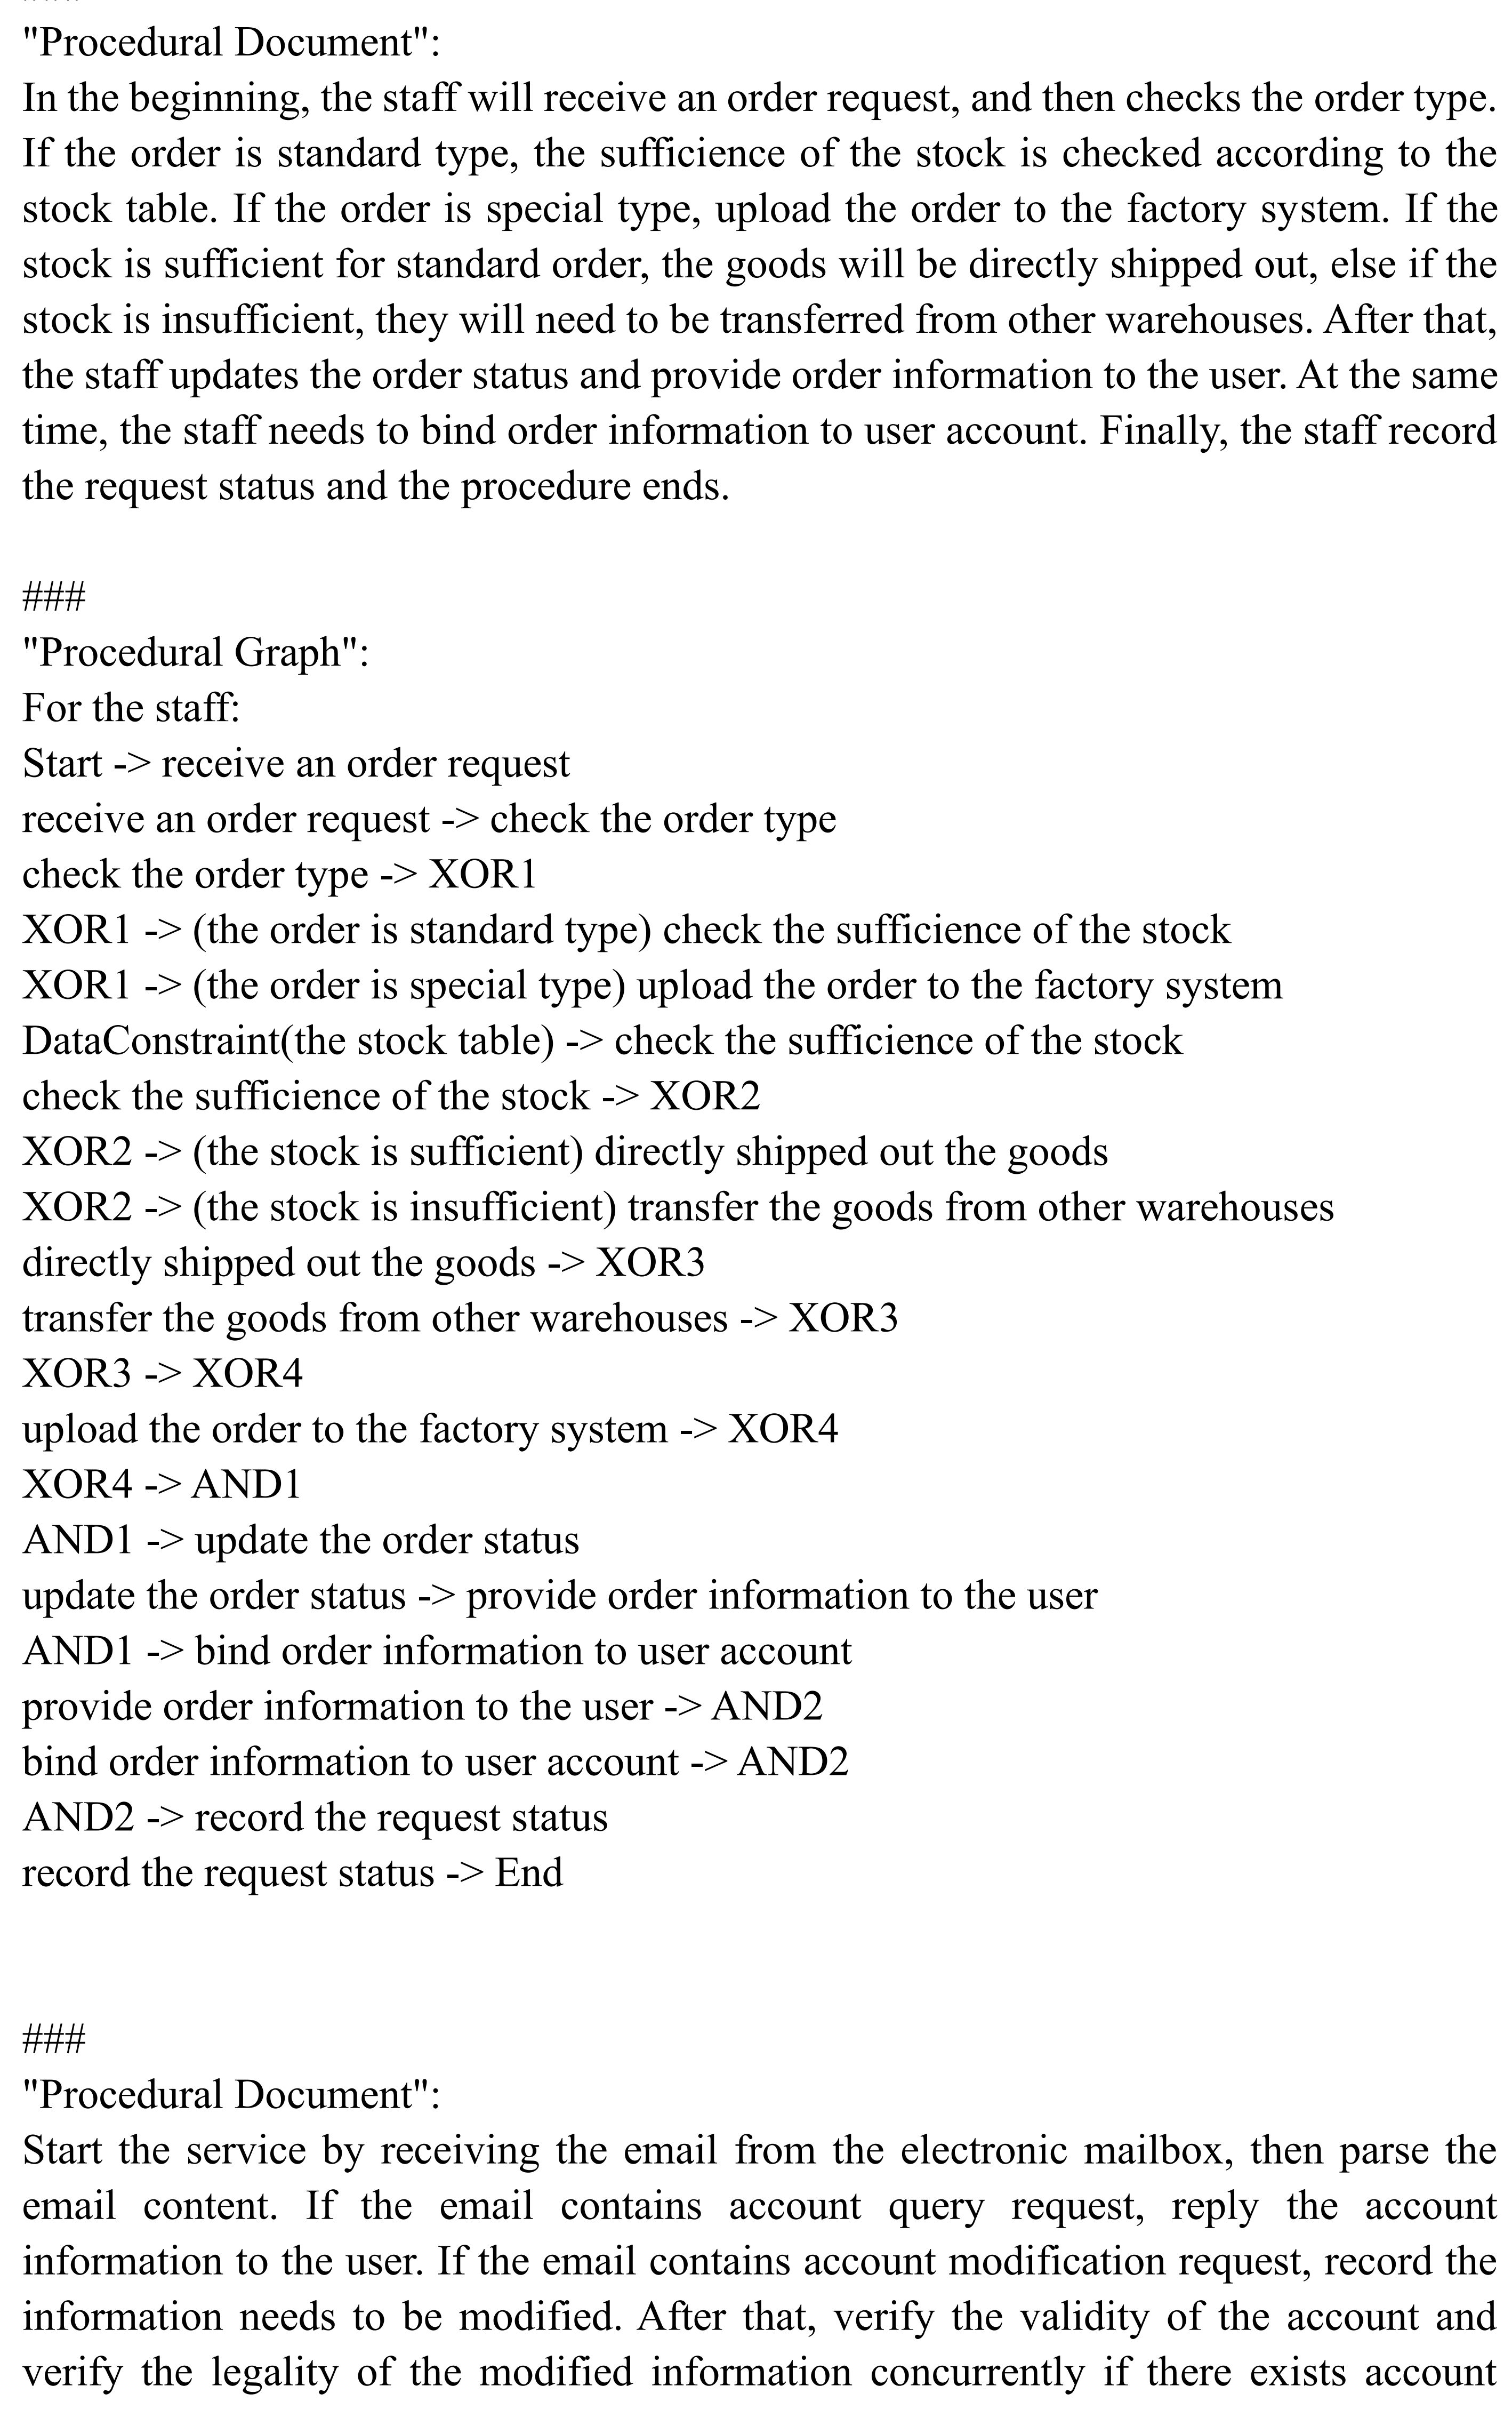 "Procedural Document":
In the beginning, the staff will receive an order request, and then checks the order type.
If the order is standard type, the sufficience of the stock is checked according to the
stock table. If the order is special type, upload the order to the factory system. If the
stock is sufficient for standard order, the goods will be directly shipped out, else if the
stock is insufficient, they will need to be transferred from other warehouses. After that,
the staff updates the order status and provide order information to the user. At the same
time, the staff needs to bind order information to user account. Finally, the staff record
the request status and the procedure ends.
###
"Procedural Graph":
For the staff:
Start -> receive an order request
receive an order request -> check the order type
check the order type -> XOR1
XOR1 -> (the order is standard type) check the sufficience of the stock
XOR1 -> (the order is special type) upload the order to the factory system
DataConstraint(the stock table) -> check the sufficience of the stock
check the sufficience of the stock -> XOR2
XOR2 -> (the stock is sufficient) directly shipped out the goods
XOR2 -> (the stock is insufficient) transfer the goods from other warehouses
directly shipped out the goods -> XOR3
transfer the goods from other warehouses -> XOR3
XOR3 -> XOR4
upload the order to the factory system -> XOR4
XOR4 -> AND1
AND1 -> update the order status
update the order status -> provide order information to the user
AND1 -> bind order information to user account
provide order information to the user -> AND2
bind order information to user account -> AND2
AND2 -> record the request status
record the request status -> End
###
"Procedural Document":
Start the service by receiving the email from the electronic mailbox, then parse the
email content. If the email contains account query request, reply the account
information to the user. If the email contains account modification request, record the
information needs to be modified. After that, verify the validity of the account and
verify the legality of the modified information concurrently if there exists account